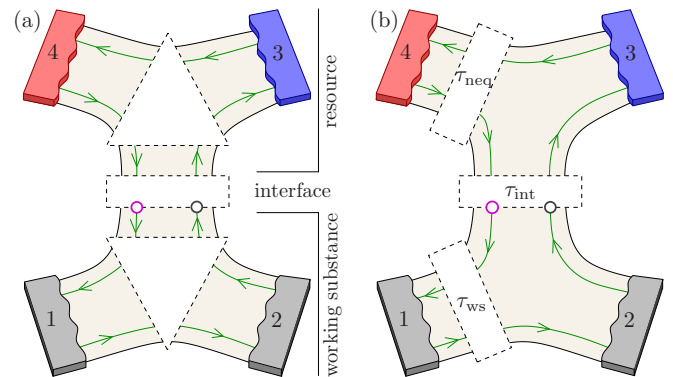 (a)
4
3
resource
interface
working substance
1
2
(b)
4
3
τneq
τint
τws
1
2